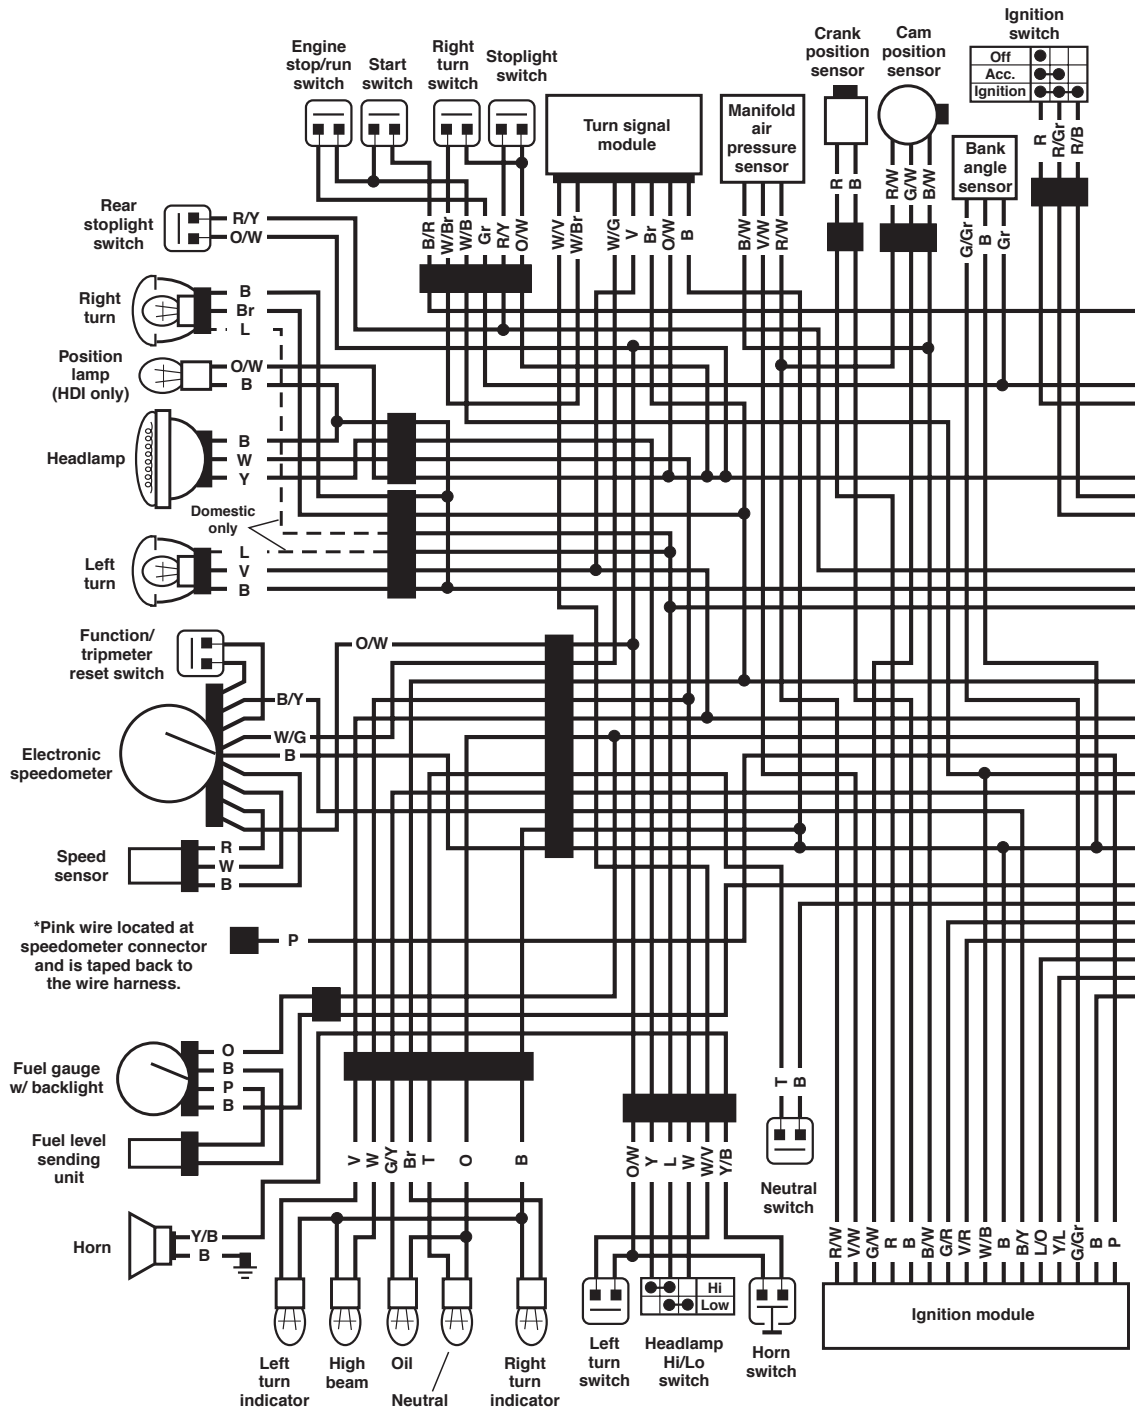 Engine
stop/run
switch
Start
switch
Right
turn
switch
Stoplight
switch
Turn signal
module
Manifold
air
pressure
sensor
Crank
position
sensor
Cam
position
sensor
Ignition
switch
Off
Acc.
Ignition
Bank
angle
sensor
R
R/Gr
R/B
R
B
R/W
G/W
B/W
G/Gr
B
Gr
B/R
W/Br
W/B
Gr
R/Y
O/W
W/V
W/Br
W/G
V
Br
O/W
B
B/W
V/W
R/W
Rear
stoplight
switch
R/Y
O/W
Right
turn
B
Br
L
Position
lamp
(HDI only)
O/W
B
Headlamp
B
W
Y
Domestic
only
Left
turn
L
V
B
Function/
tripmeter
reset switch
O/W
B/Y
W/G
B
Electronic
speedometer
Speed
sensor
R
W
B
*Pink wire located at
speedometer connector
and is taped back to
the wire harness.
P
Fuel gauge
w/ backlight
O
B
P
B
Fuel level
sending
unit
Horn
Y/B
B
V
W
G/Y
Br
T
O
B
O/W
Y
L
W
W/V
Y/B
T
B
Neutral
switch
R/W
V/W
G/W
R
B
B/W
G/R
V/R
W/B
B
B/Y
L/O
Y/L
G/Gr
B
P
Ignition module
Hi
Low
Left
turn
indicator
High
beam
Oil
Neutral
Right
turn
indicator
Left
turn
switch
Headlamp
Hi/Lo
switch
Horn
switch